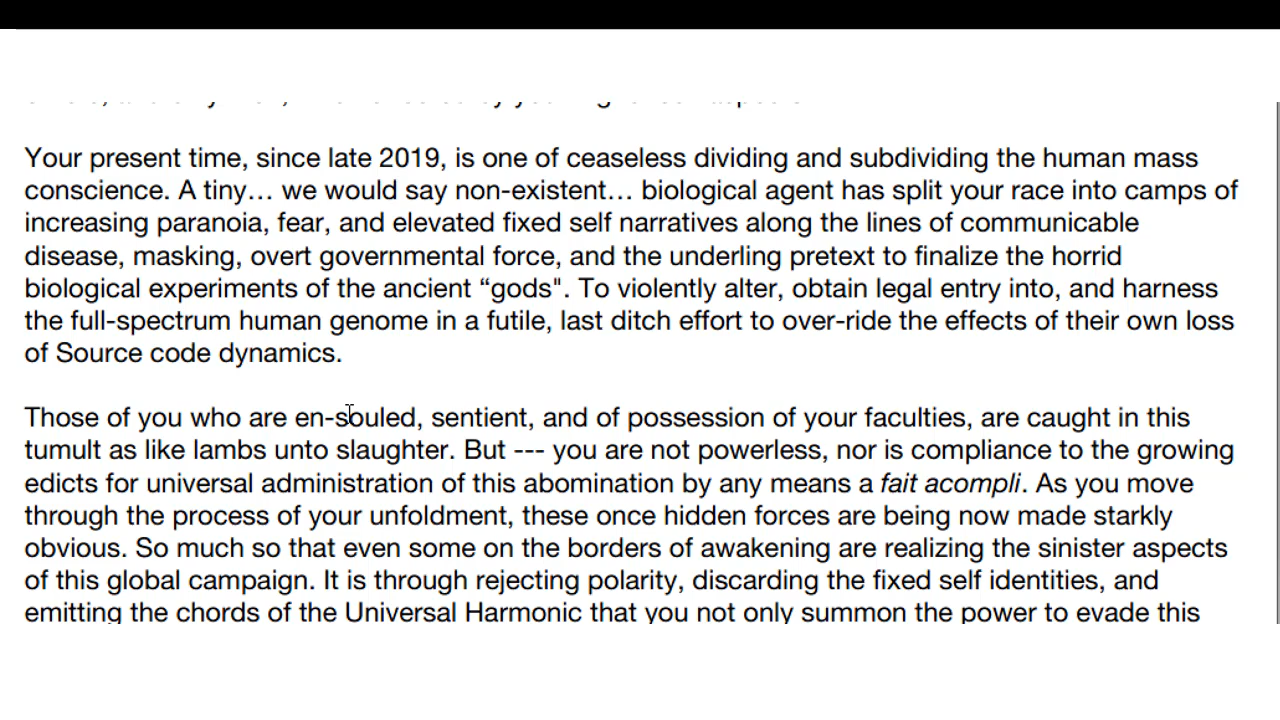 Your present time, since late 2019, is one of ceaseless dividing and subdividing the human mass
conscience. A tiny… we would say non-existent… biological agent has split your race into camps of
increasing paranoia, fear, and elevated fixed self narratives along the lines of communicable
disease, masking, overt governmental force, and the underling pretext to finalize the horrid
biological experiments of the ancient “gods". To violently alter, obtain legal entry into, and harness
the full-spectrum human genome in a futile, last ditch effort to over-ride the effects of their own loss
of Source code dynamics.
Those of you who are en-souled, sentient, and of possession of your faculties, are caught in this
tumult as like lambs unto slaughter. But --- you are not powerless, nor is compliance to the growing
edicts for universal administration of this abomination by any means a fait acompli. As you move
through the process of your unfoldment, these once hidden forces are being now made starkly
obvious. So much so that even some on the borders of awakening are realizing the sinister aspects
of this global campaign. It is through rejecting polarity, discarding the fixed self identities, and
emitting the chords of the Universal Harmonic that you not only summon the power to evade this